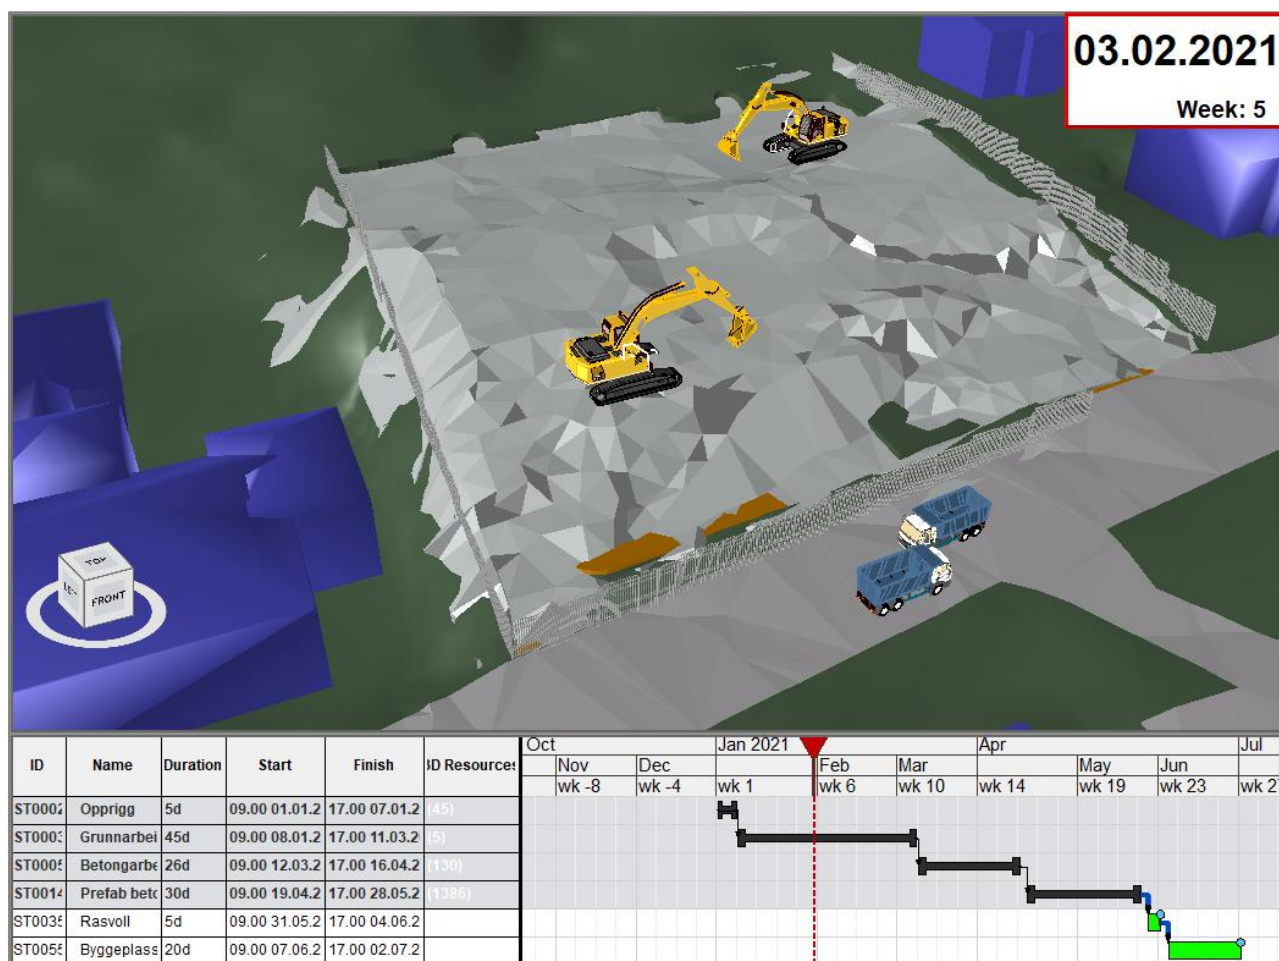 03.02.2021
Week: 5
TOP
FRONT
ID Name Duration Start Finish 3D Resources
Oct Jan 2021 Apr Jul
Nov Dec Feb Mar May Jun
wk -8 wk -4 wk 1 wk 6 wk 10 wk 14 wk 19 wk 23 wk 2
ST0002 Opprigg 5d 09.00 01.01.2 17.00 07.01.2 (45)
ST0003 Grunnarbei 45d 09.00 08.01.2 17.00 11.03.2 (5)
ST0005 Betongarbe 26d 09.00 12.03.2 17.00 16.04.2 (130)
ST0014 Prefab betc 30d 09.00 19.04.2 17.00 28.05.2 (1386)
ST0035 Rasvoll 5d 09.00 31.05.2 17.00 04.06.2
ST0055 Byggeplass 20d 09.00 07.06.2 17.00 02.07.2